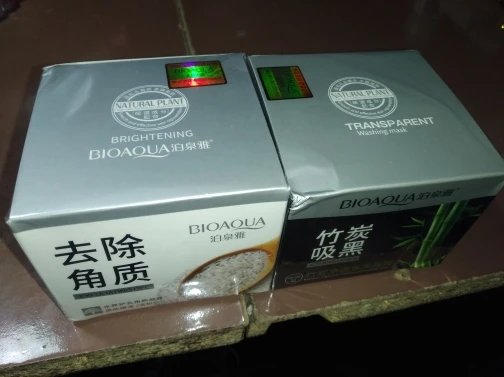 NATURAL PLANT
BRIGHTENING
BIOAQUA泊泉雅
BIOAQUA
泊泉雅
去除
角质
NATURAL PLANT
TRANSPARENT
Washing mask
BIOAQUA泊泉雅
竹炭
吸黑